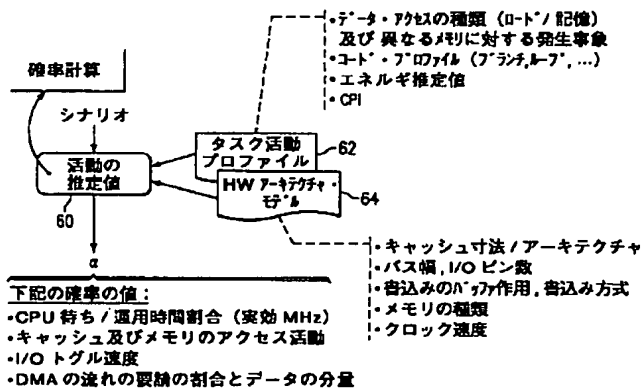 ・データ・アクセスの種類（ロード/記憶）
及び異なるメモリに対する発生事象
・コード・プロファイル（ブランチ,ループ,...）
・エネルギ推定値
・CPI
確率計算
シナリオ
活動の
推定値
60
タスク活動
プロファイル
62
HW アーキテクチャ・
モデル
64
・キャッシュ寸法/アーキテクチャ
・バス幅,I/Oピン数
・書込みのバッファ作用,書込み方式
・メモリの種類
・クロック速度
α
下記の確率の値：
・CPU 待ち/運用時間割合（実効 MHz）
・キャッシュ及びメモリのアクセス活動
・I/O トグル速度
・DMA の流れの要請の割合とデータの分量